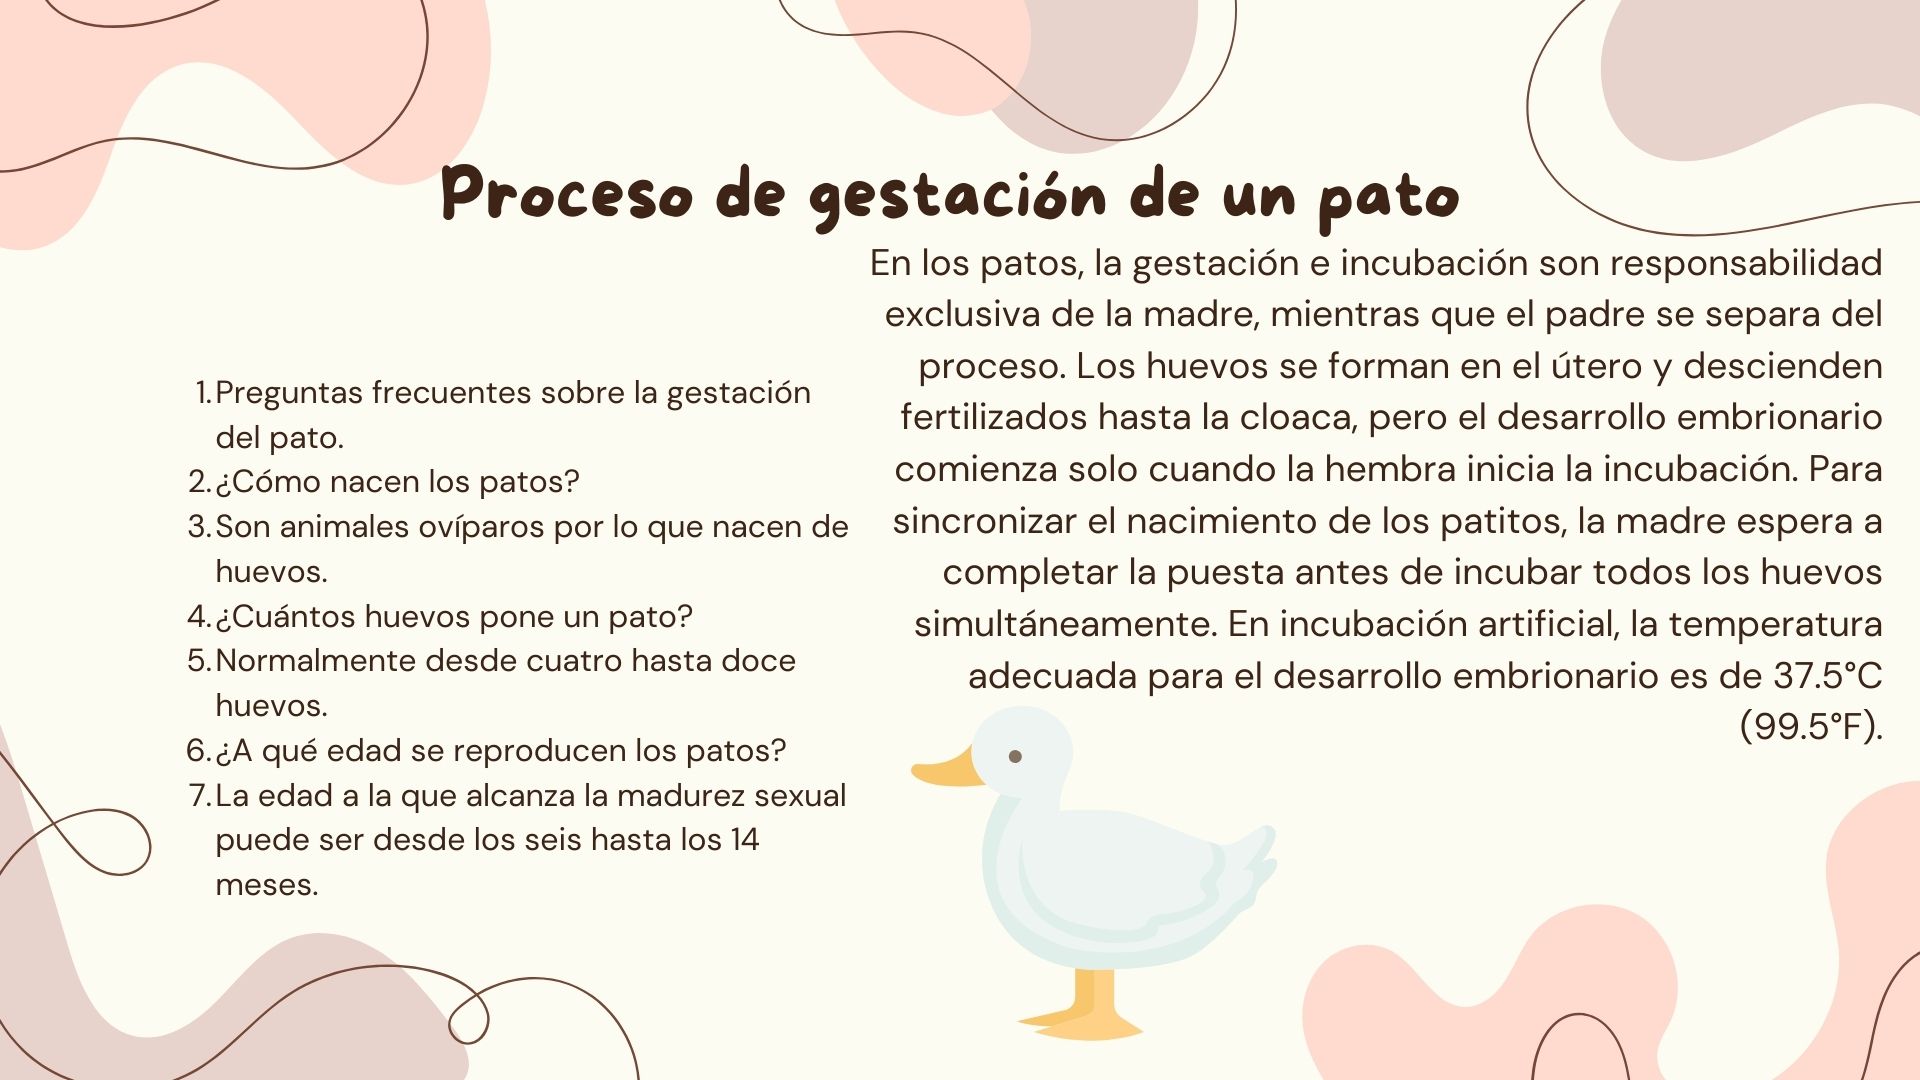 Proceso de gestación de un pato
1. Preguntas frecuentes sobre la gestación
del pato.
2. ¿Cómo nacen los patos?
3. Son animales ovíparos por lo que nacen de
huevos.
4. ¿Cuántos huevos pone un pato?
5. Normalmente desde cuatro hasta doce
huevos.
6. ¿A qué edad se reproducen los patos?
7. La edad a la que alcanza la madurez sexual
puede ser desde los seis hasta los 14
meses.
En los patos, la gestación e incubación son responsabilidad
exclusiva de la madre, mientras que el padre se separa del
proceso. Los huevos se forman en el útero y descienden
fertilizados hasta la cloaca, pero el desarrollo embrionario
comienza solo cuando la hembra inicia la incubación. Para
sincronizar el nacimiento de los patitos, la madre espera a
completar la puesta antes de incubar todos los huevos
simultáneamente. En incubación artificial, la temperatura
adecuada para el desarrollo embrionario es de 37.5°C
(99.5°F).